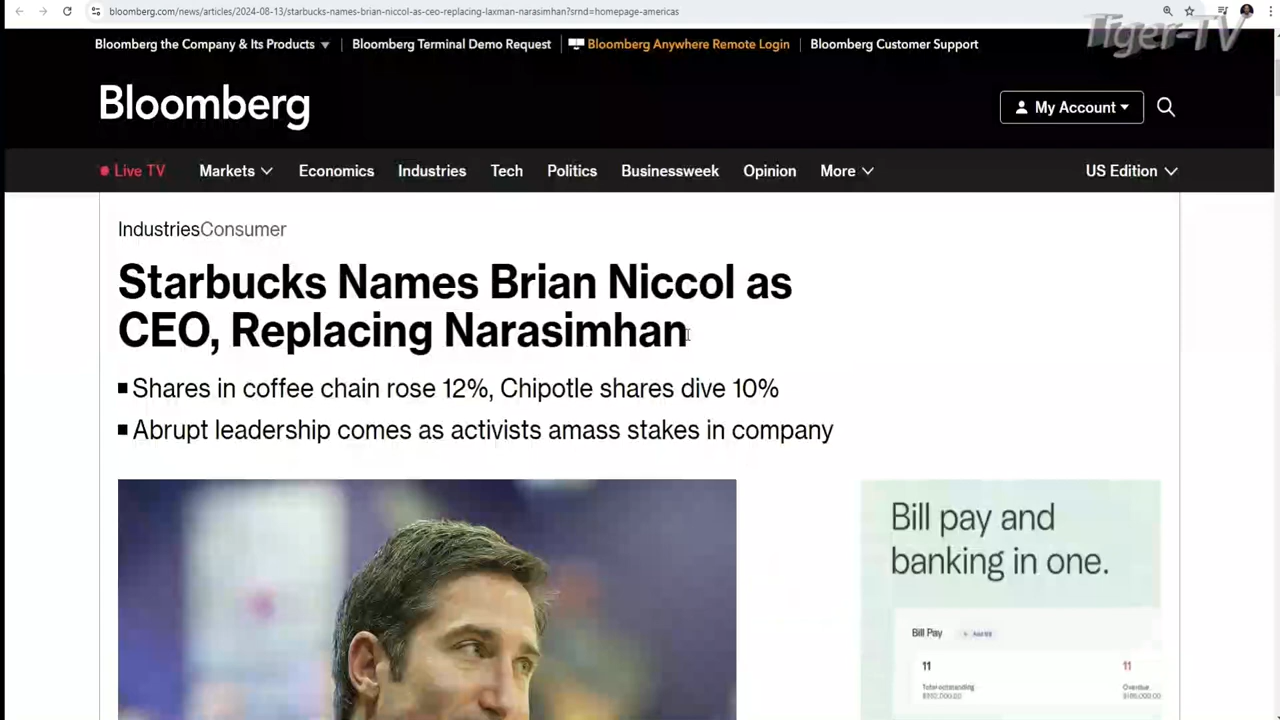 bloomberg.com/news/articles/2024-08-13/starbucks-names-brian-niccol-as-ceo-replacing-laxman-narasimhan?srnd=homepage-americas
Tiger-TV
Bloomberg the Company & Its Products
Bloomberg Terminal Demo Request
Bloomberg Anywhere Remote Login
Bloomberg Customer Support
Bloomberg
My Account
Live TV
Markets
Economics
Industries
Tech
Politics
Businessweek
Opinion
More
US Edition
IndustriesConsumer
Starbucks Names Brian Niccol as
CEO, Replacing Narasimhan
Shares in coffee chain rose 12%, Chipotle shares dive 10%
Abrupt leadership comes as activists amass stakes in company
Bill pay and
banking in one.
Bill Pay
11
11
Total outstanding
Overdue